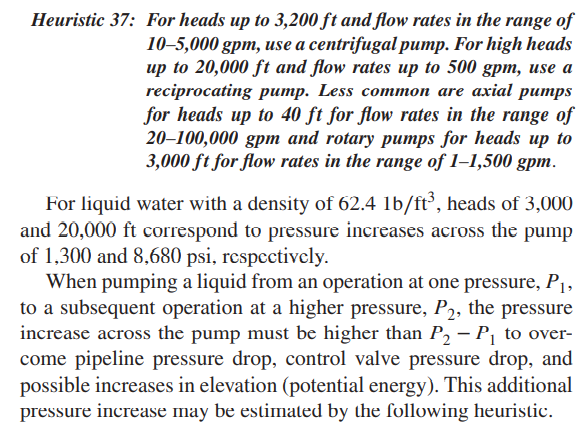 Heuristic 37: For heads up to 3,200 ft and flow rates in the range of
10–5,000 gpm, use a centrifugal pump. For high heads
up to 20,000 ft and flow rates up to 500 gpm, use a
reciprocating pump. Less common are axial pumps
for heads up to 40 ft for flow rates in the range of
20–100,000 gpm and rotary pumps for heads up to
3,000 ft for flow rates in the range of 1–1,500 gpm.
For liquid water with a density of 62.4 lb/ft³, heads of 3,000
and 20,000 ft correspond to pressure increases across the pump
of 1,300 and 8,680 psi, respectively.
When pumping a liquid from an operation at one pressure, P₁,
to a subsequent operation at a higher pressure, P₂, the pressure
increase across the pump must be higher than P₂ – P₁ to over-
come pipeline pressure drop, control valve pressure drop, and
possible increases in elevation (potential energy). This additional
pressure increase may be estimated by the following heuristic.